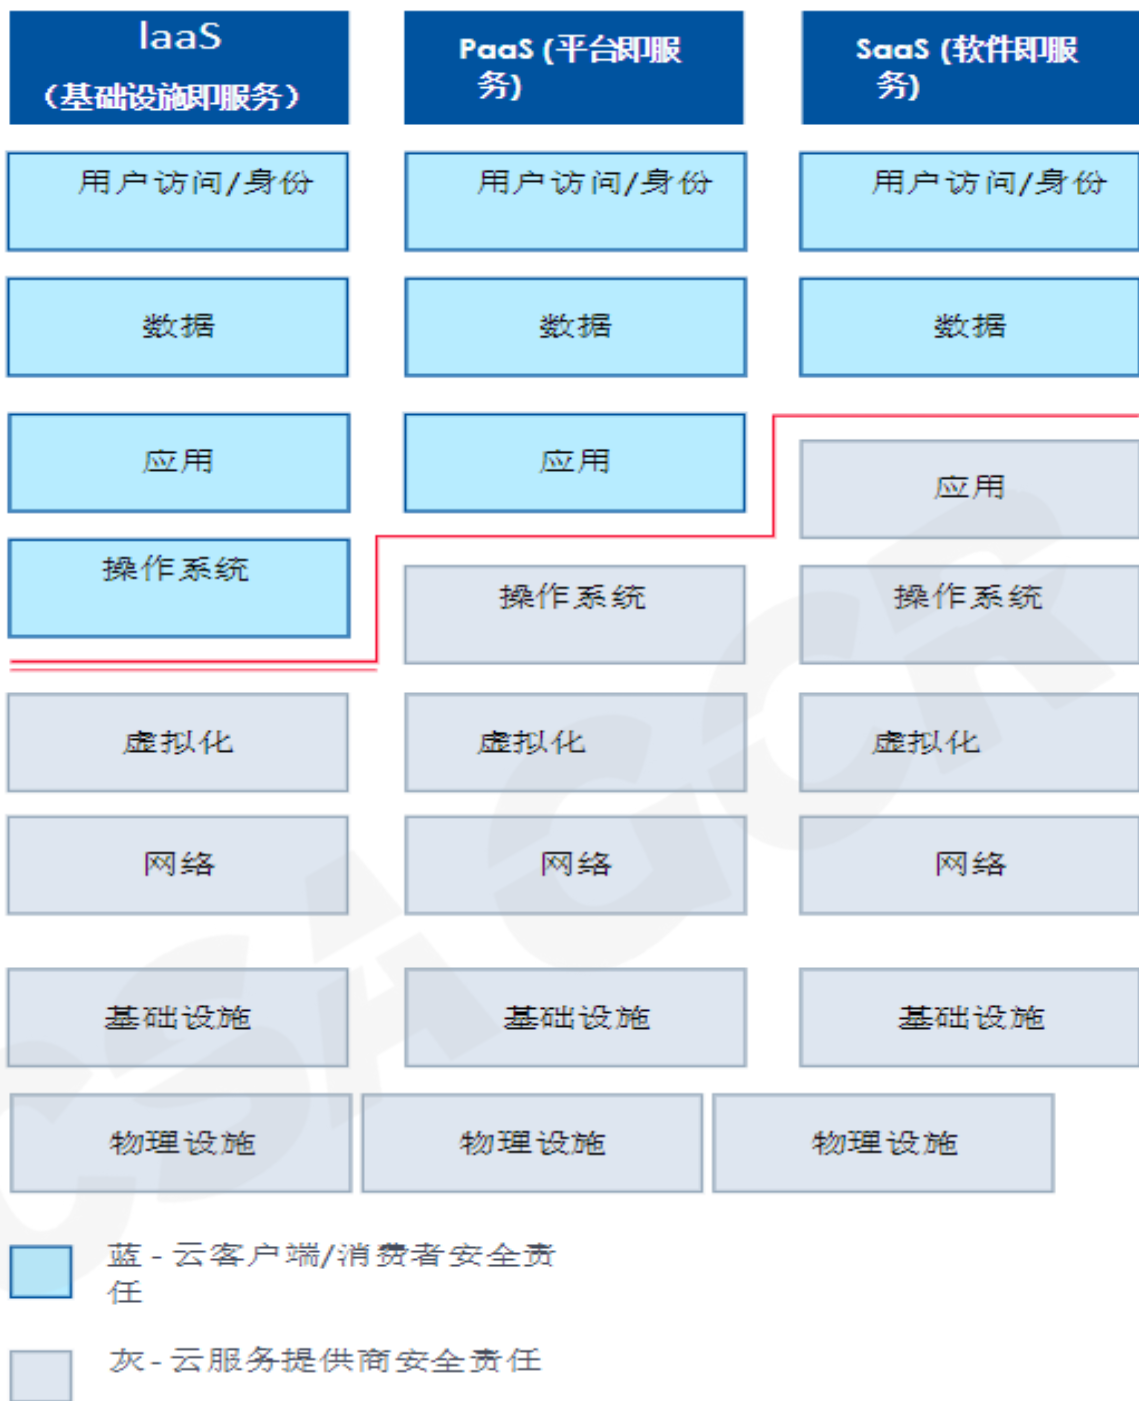 IaaS
（基础设施即服务）
PaaS (平台即服
务)
SaaS (软件即服
务)
用户访问/身份
用户访问/身份
用户访问/身份
数据
数据
数据
应用
应用
应用
操作系统
操作系统
操作系统
虚拟化
虚拟化
虚拟化
网络
网络
网络
基础设施
基础设施
基础设施
物理设施
物理设施
物理设施
蓝 - 云客户端/消费者安全责
任
灰 - 云服务提供商安全责任
CSA GCR